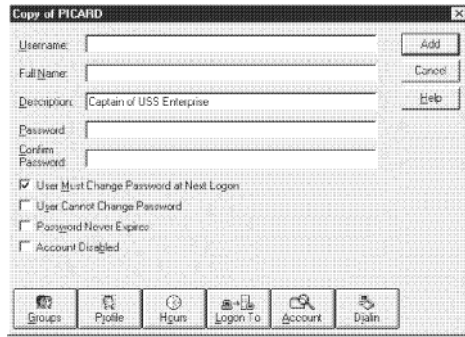 Copy of PICARD
Username:
Add
Full Name:
Cancel
Description: Captain of USS Enterprise
Help
Password
Confirm
Password
User Must Change Password at Next Logon
User Cannot Change Password
Password Never Expires
Account Disabled
Groups Profile Hours Logon To Account Dialin